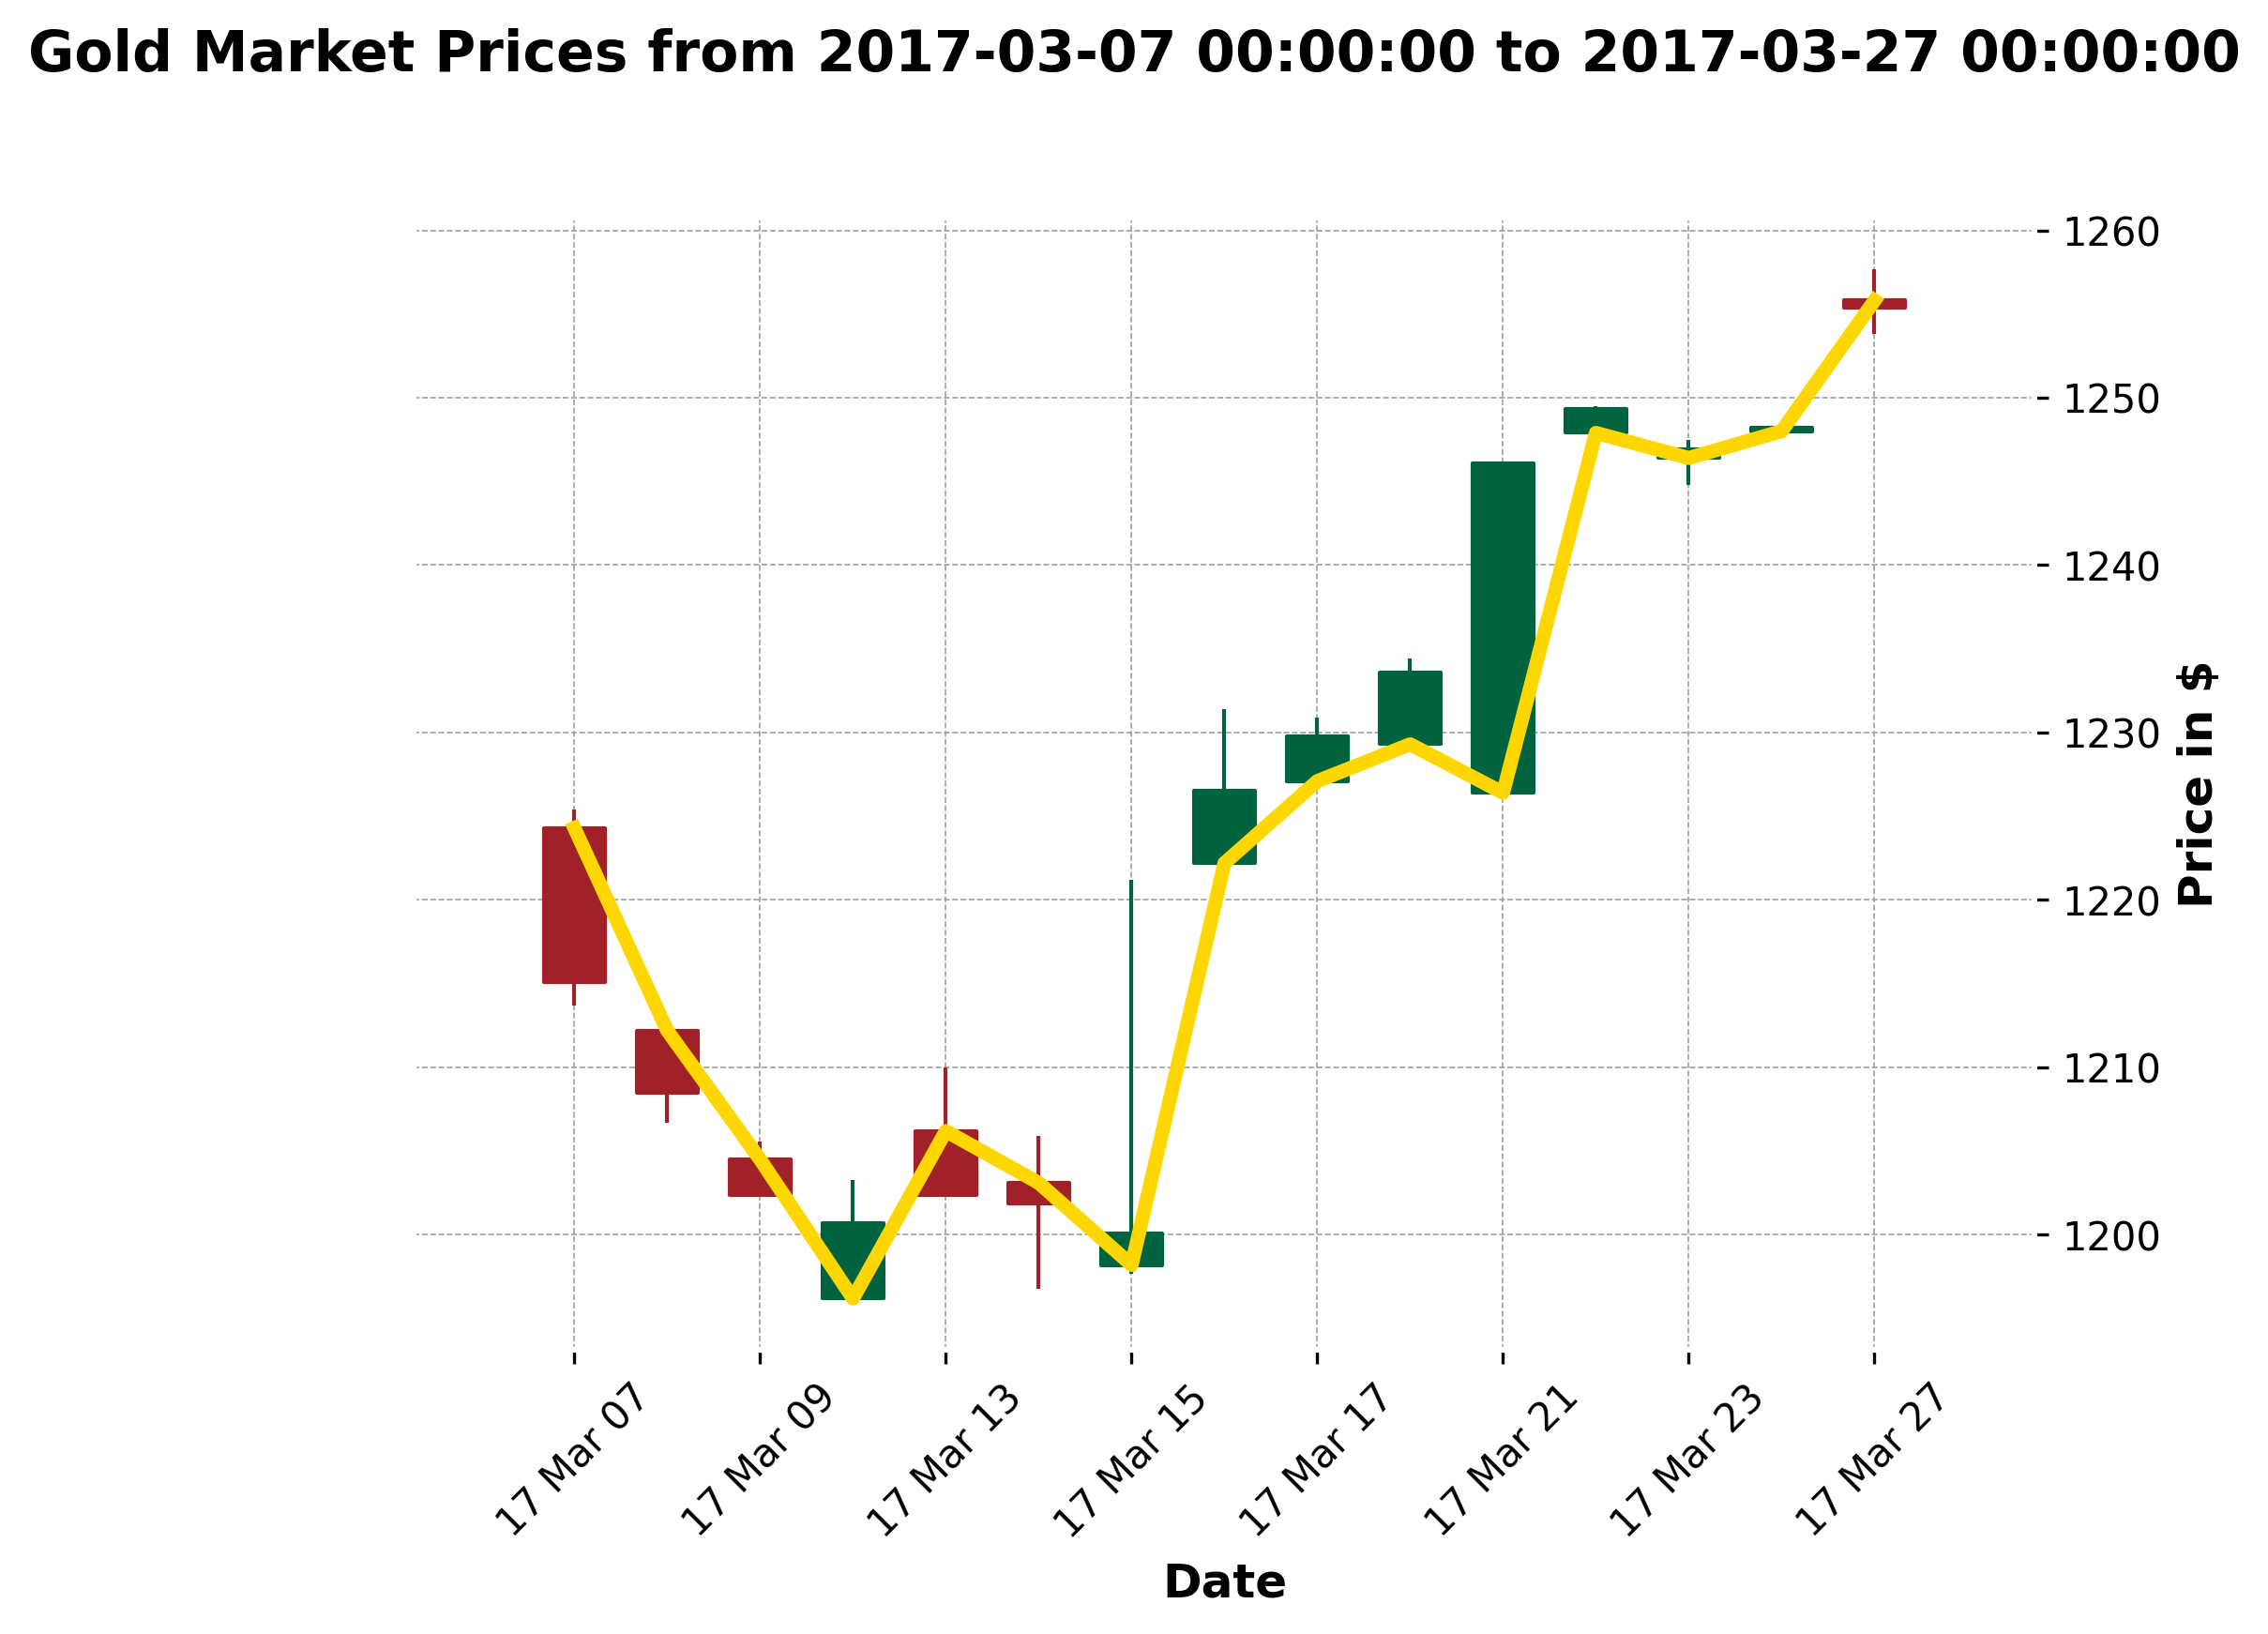 Gold Market Prices from 2017-03-07 00:00:00 to 2017-03-27 00:00:00
1260
1250
1240
1230
1220
1210
1200
Price in $
17 Mar 07
17 Mar 09
17 Mar 13
17 Mar 15
17 Mar 17
17 Mar 21
17 Mar 23
17 Mar 27
Date